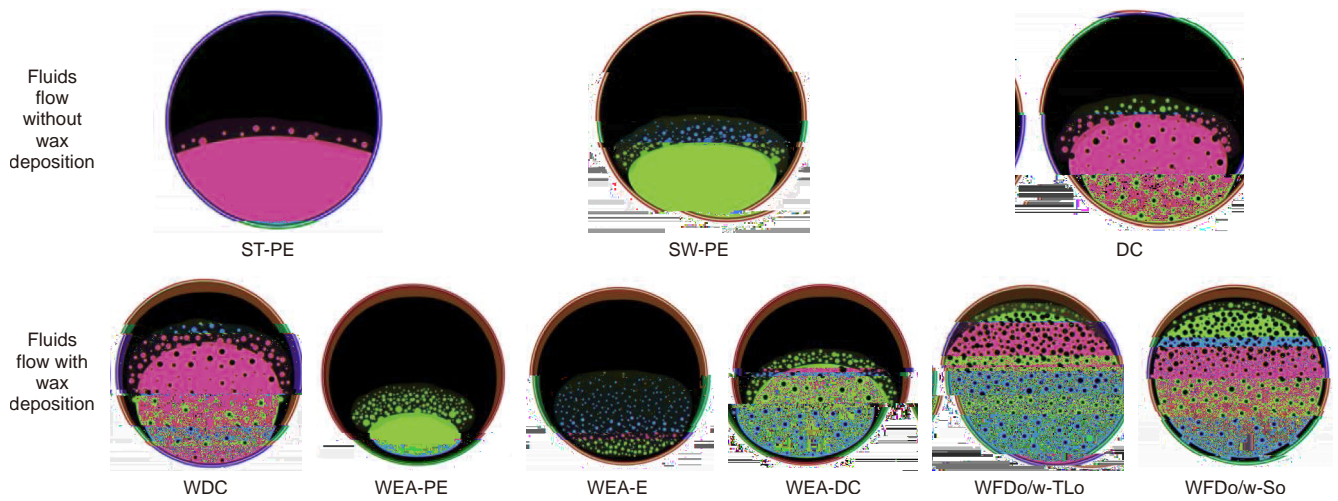 Fluids
flow
without
wax
deposition
ST-PE
SW-PE
DC
Fluids
flow with
wax
deposition
WDC
WEA-PE
WEA-E
WEA-DC
WFDo/w-TLo
WFDo/w-So